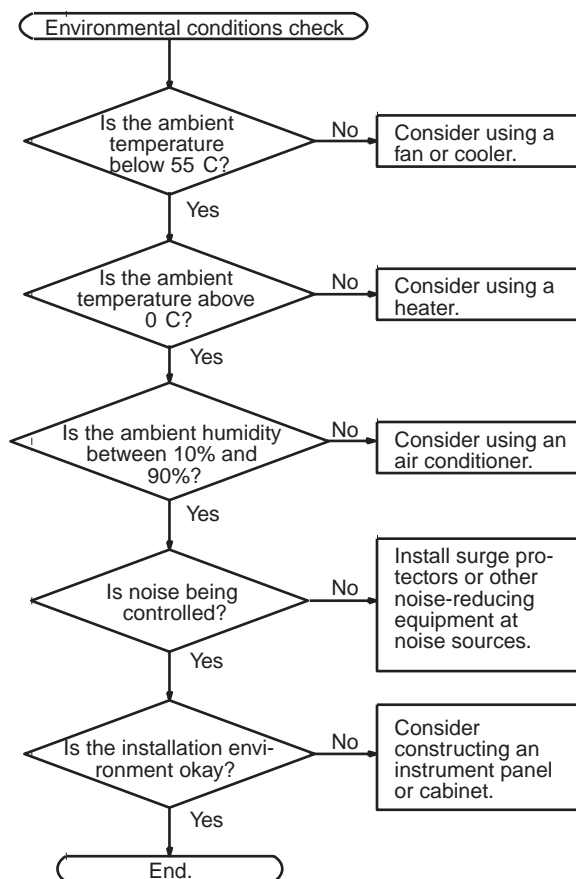 Environmental conditions check
Is the ambient
temperature
below 55 C?
No
Consider using a
fan or cooler.
Yes
Is the ambient
temperature above
0 C?
No
Consider using a
heater.
Yes
Is the ambient humidity
between 10% and
90%?
No
Consider using an
air conditioner.
Yes
Is noise being
controlled?
No
Install surge pro-
tectors or other
noise-reducing
equipment at
noise sources.
Yes
Is the installation envi-
ronment okay?
No
Consider
constructing an
instrument panel
or cabinet.
Yes
End.